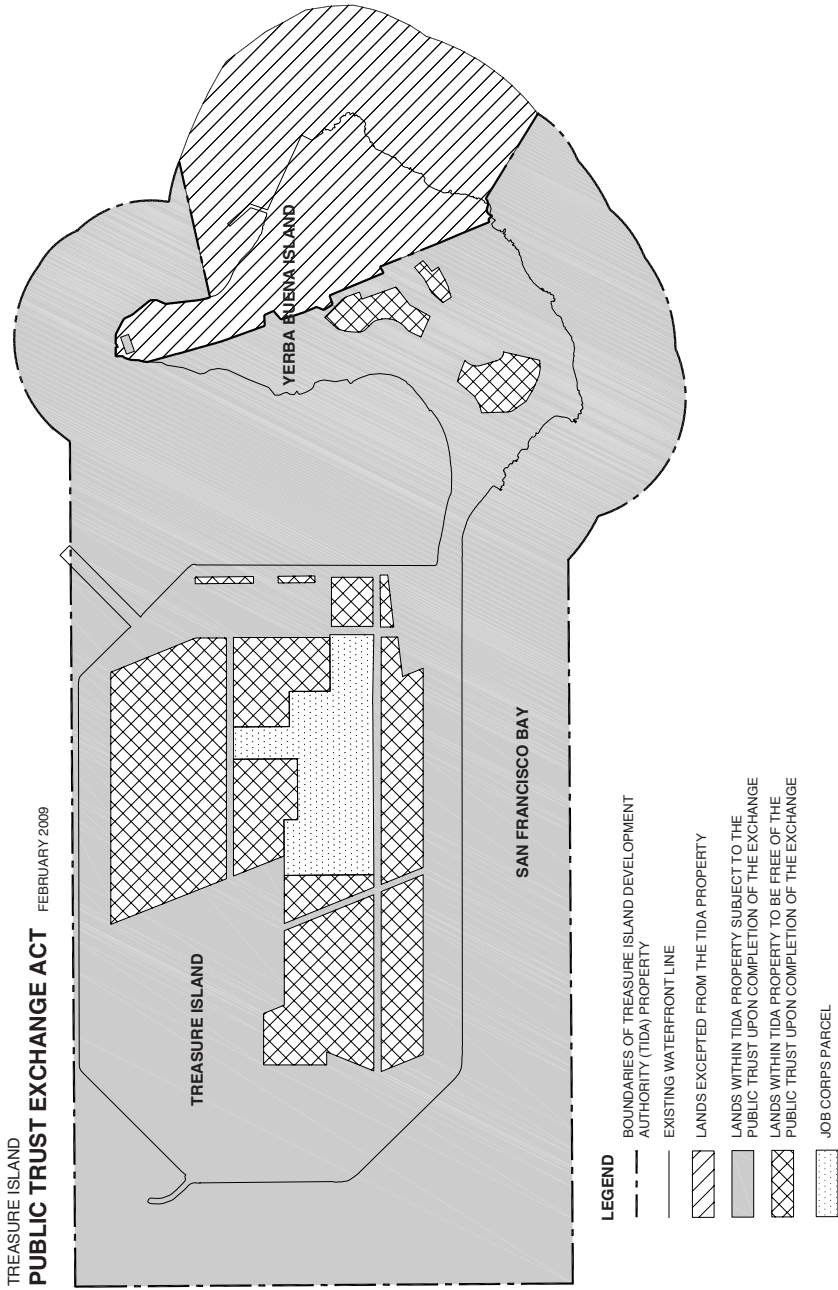 TREASURE ISLAND
PUBLIC TRUST EXCHANGE ACT FEBRUARY 2009
TREASURE ISLAND
YERBA BUENA ISLAND
SAN FRANCISCO BAY
LEGEND
BOUNDARIES OF TREASURE ISLAND DEVELOPMENT
AUTHORITY (TIDA) PROPERTY
EXISTING WATERFRONT LINE
LANDS EXCEPTED FROM THE TIDA PROPERTY
LANDS WITHIN TIDA PROPERTY SUBJECT TO THE
PUBLIC TRUST UPON COMPLETION OF THE EXCHANGE
LANDS WITHIN TIDA PROPERTY TO BE FREE OF THE
PUBLIC TRUST UPON COMPLETION OF THE EXCHANGE
JOB CORPS PARCEL